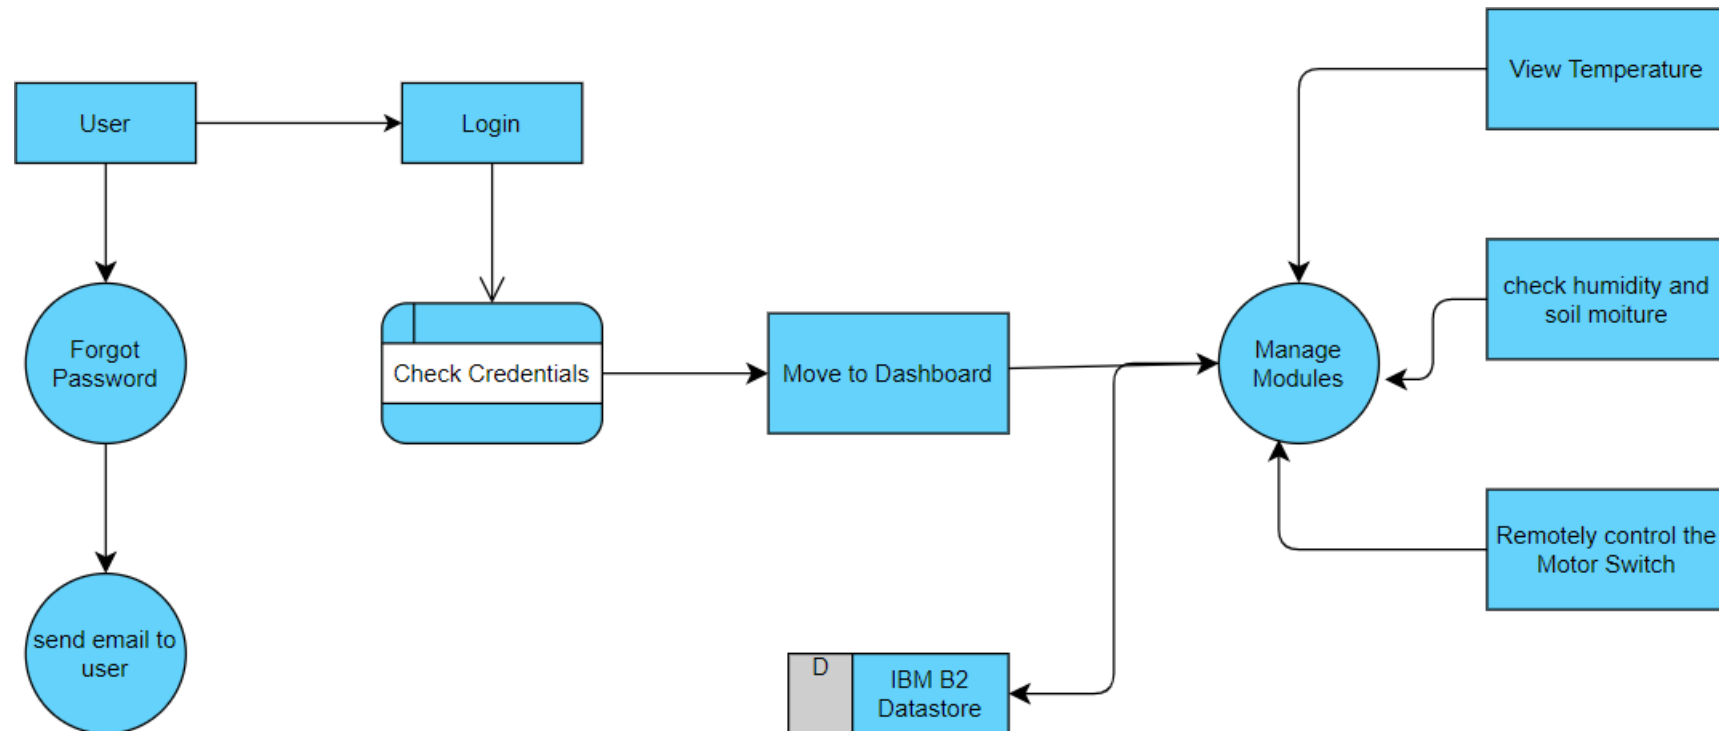 User
Login
View Temperature
Forgot
Password
Check Credentials
Move to Dashboard
Manage
Modules
check humidity and
soil moiture
Remotely control the
Motor Switch
send email to
user
D
IBM B2
Datastore